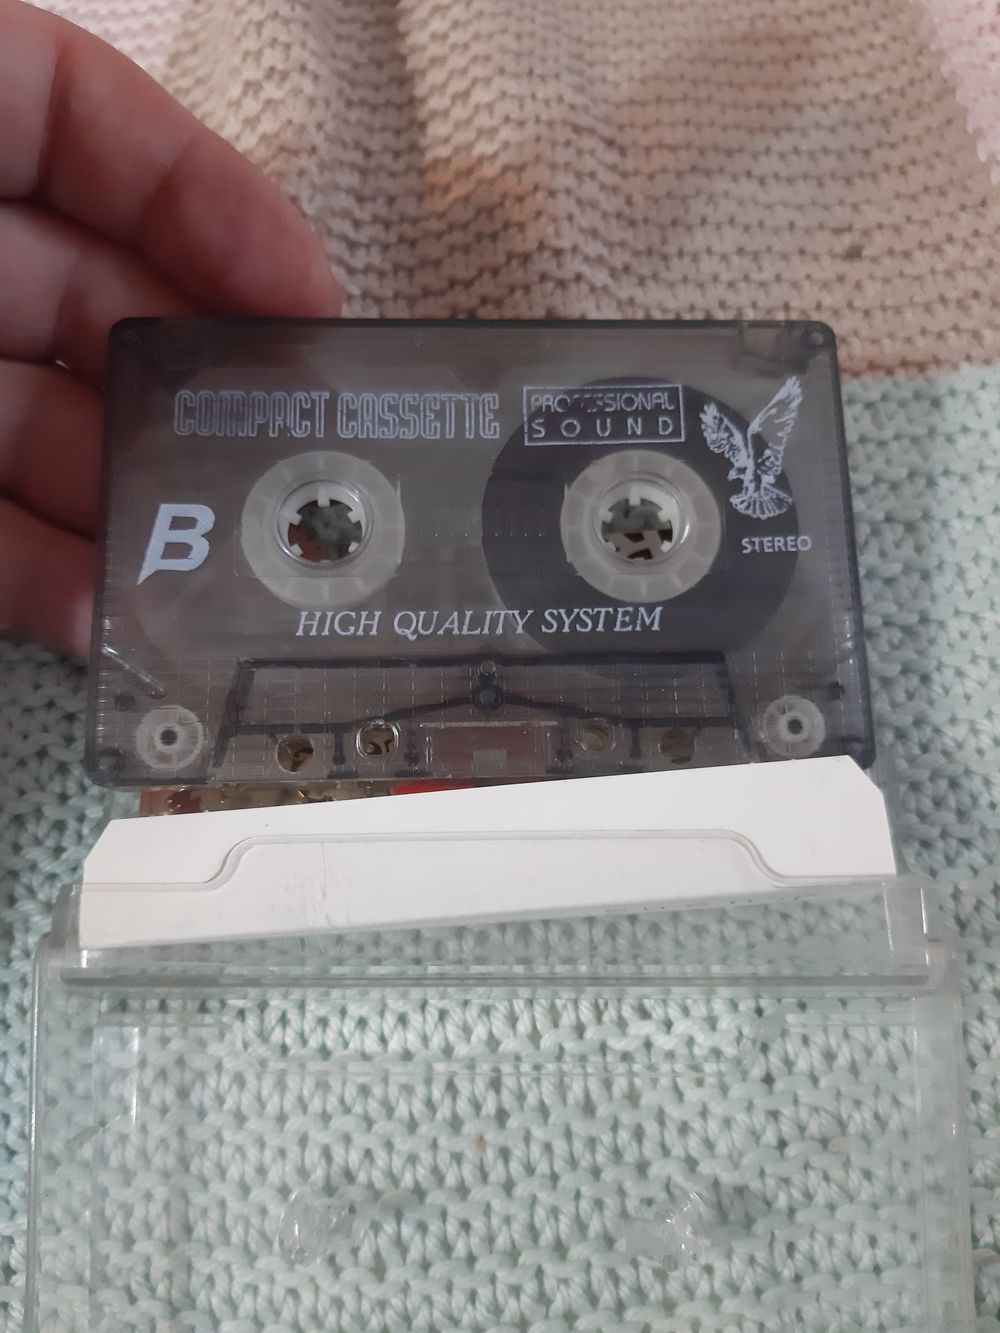 COMPACT CASSETTE
PROFESSIONAL
SOUND
B
STEREO
HIGH QUALITY SYSTEM